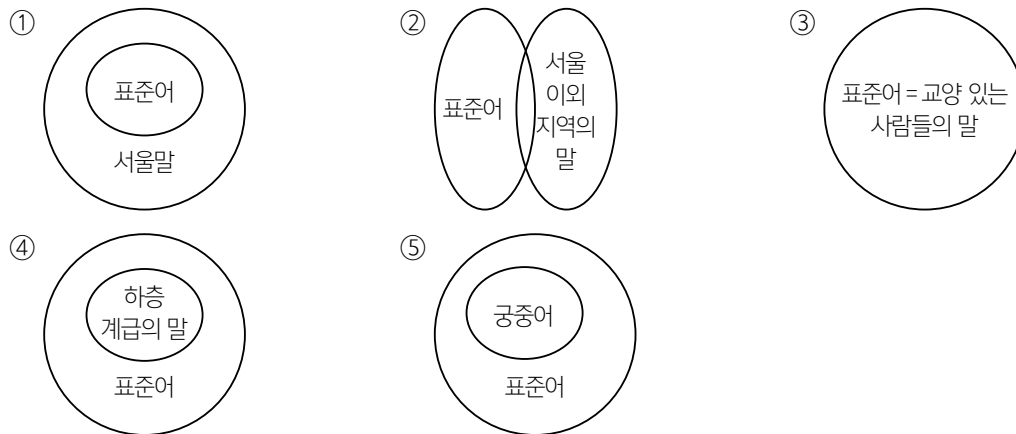 ①
표준어
서울말
②
표준어
서울
이외
지역의
말
③
표준어 = 교양 있는
사람들의 말
④
하층
계급의 말
표준어
⑤
궁중어
표준어